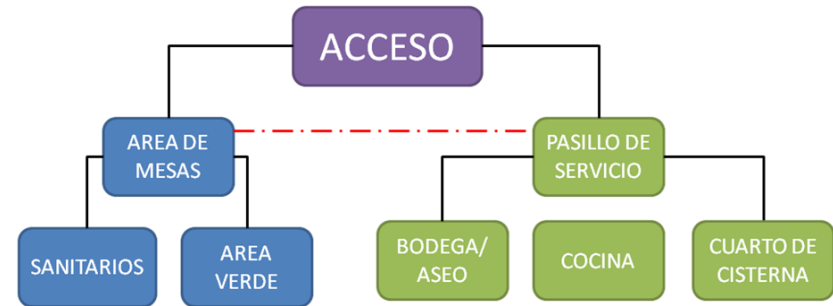 ACCESO
AREA DE
MESAS
PASILLO DE
SERVICIO
SANITARIOS
AREA
VERDE
BODEGA/
ASEO
COCINA
CUARTO DE
CISTERNA